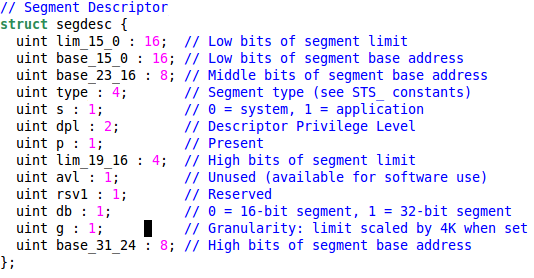 // Segment Descriptor
struct segdesc {
  uint lim_15_0 : 16;  // Low bits of segment limit
  uint base_15_0 : 16; // Low bits of segment base address
  uint base_23_16 : 8; // Middle bits of segment base address
  uint type : 4;       // Segment type (see STS_ constants)
  uint s : 1;          // 0 = system, 1 = application
  uint dpl : 2;        // Descriptor Privilege Level
  uint p : 1;          // Present
  uint lim_19_16 : 4;  // High bits of segment limit
  uint avl : 1;        // Unused (available for software use)
  uint rsv1 : 1;       // Reserved
  uint db : 1;         // 0 = 16-bit segment, 1 = 32-bit segment
  uint g : 1;          // Granularity: limit scaled by 4K when set
  uint base_31_24 : 8; // High bits of segment base address
};